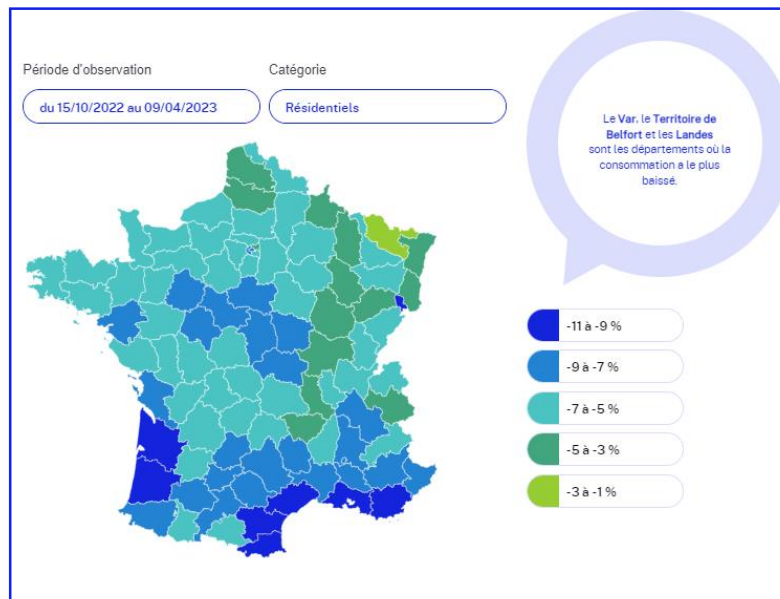 Période d'observation
Catégorie
du 15/10/2022 au 09/04/2023
Résidentiels
Le Var, le Territoire de
Belfort et les Landes
sont les départements où la
consommation a le plus
baissé.
-11 à -9 %
-9 à -7 %
-7 à -5 %
-5 à -3 %
-3 à -1 %